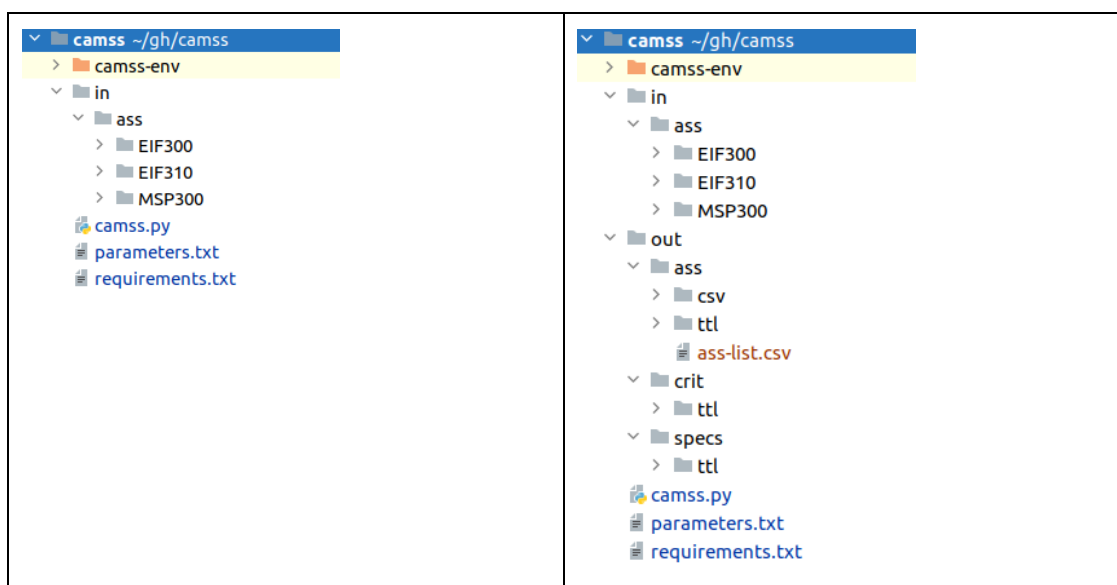 camss ~/gh/camss
camss-env
in
ass
EIF300
EIF310
MSP300
camss.py
parameters.txt
requirements.txt
camss ~/gh/camss
camss-env
in
ass
EIF300
EIF310
MSP300
out
ass
csv
ttl
ass-list.csv
crit
ttl
specs
ttl
camss.py
parameters.txt
requirements.txt